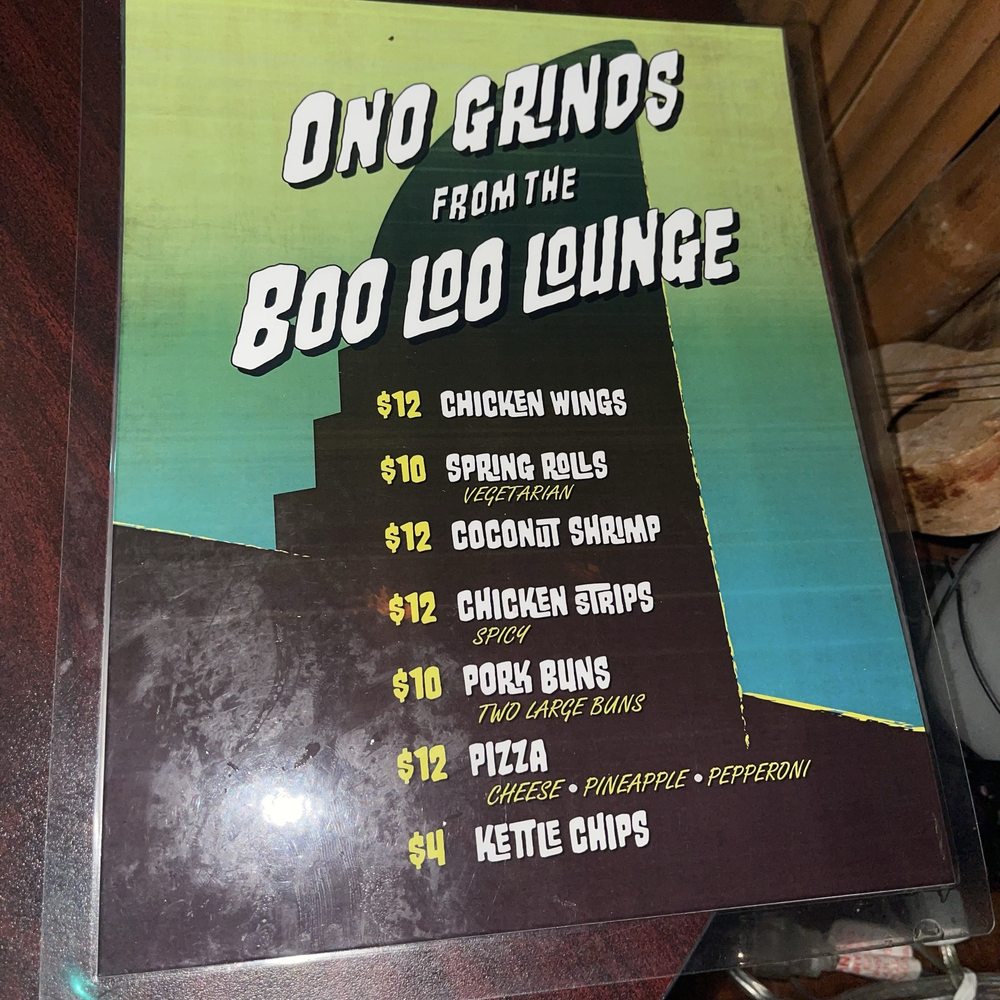 ONO GRINDS
FROM THE
BOO LOO LOUNGE
$12 CHICKEN WINGS
$10 SPRING ROLLS
VEGETARIAN
$12 COCONUT SHRIMP
$12 CHICKEN STRIPS
SPICY
$10 PORK BUNS
TWO LARGE BUNS
$12 PIZZA
CHEESE • PINEAPPLE • PEPPERONI
$4 KETTLE CHIPS